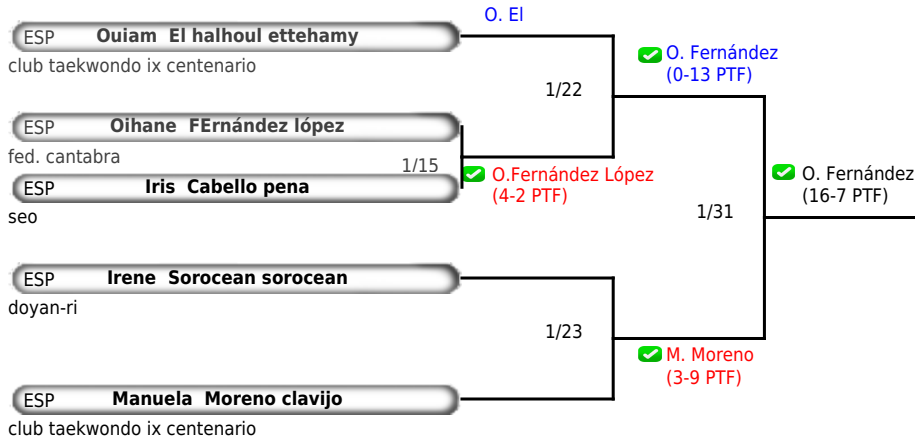 O. El
ESP Ouiam El halhoul ettehamy
club taekwondo ix centenario
O. Fernández
(0-13 PTF)
1/22
ESP Oihane FErnández lópez
fed. cantabra
1/15
O.Fernández López
(4-2 PTF)
ESP Iris Cabello pena
seo
O. Fernández
(16-7 PTF)
1/31
ESP Irene Sorocean sorocean
doyan-ri
1/23
M. Moreno
(3-9 PTF)
ESP Manuela Moreno clavijo
club taekwondo ix centenario